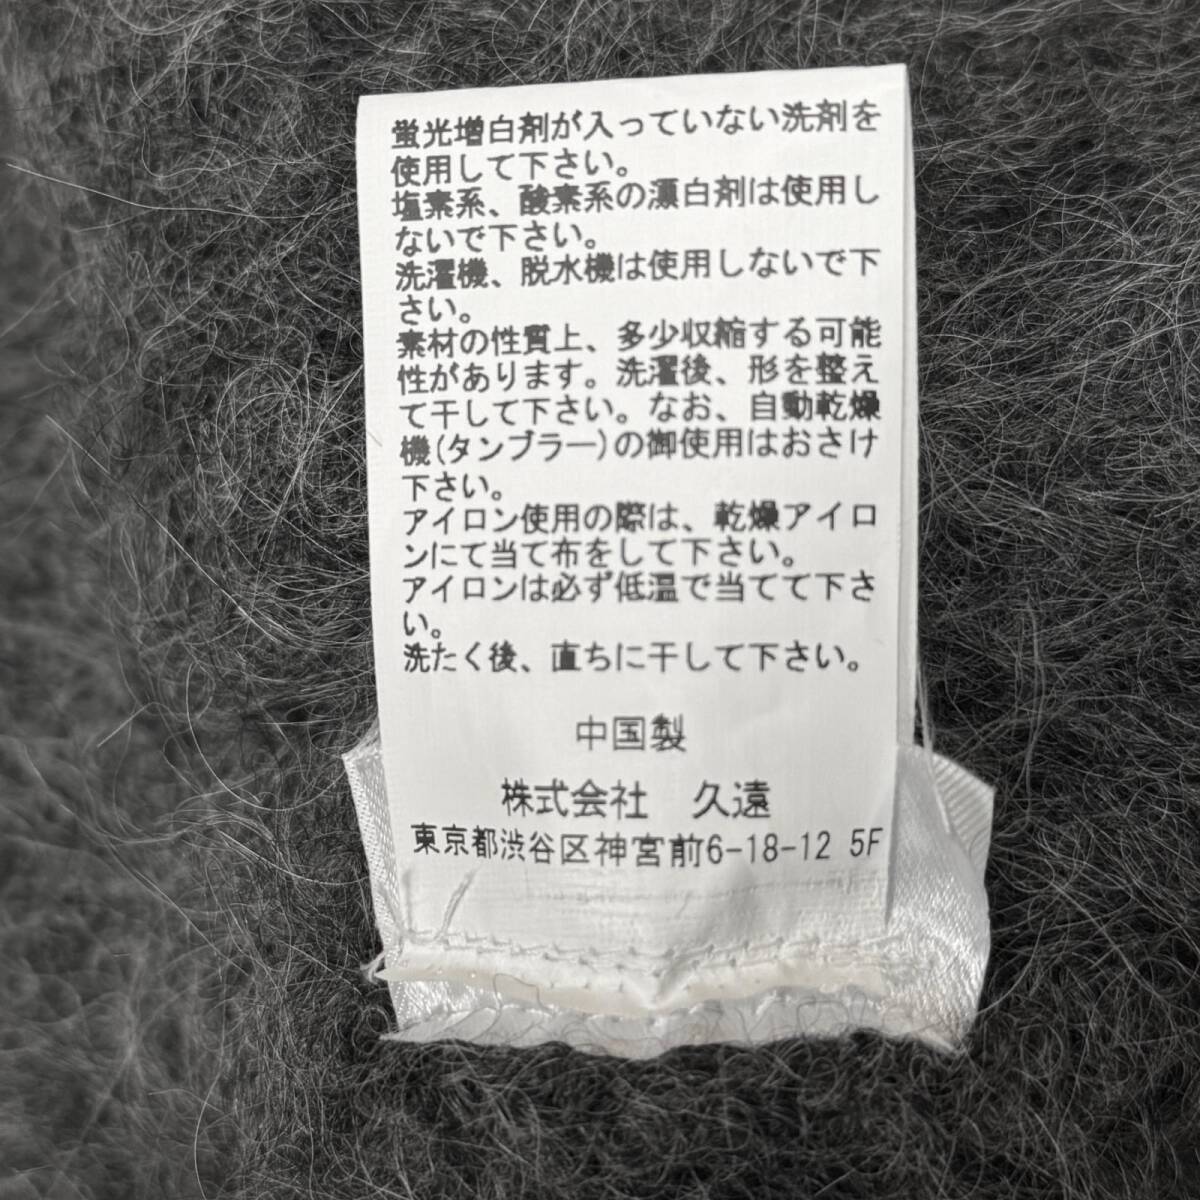 蛍光増白剤が入っていない洗剤を
使用して下さい。
塩素系、酸素系の漂白剤は使用し
ないで下さい。
洗濯機、脱水機は使用しないで下
さい。
素材の性質上、多少収縮する可能
性があります。洗濯後、形を整え
て干して下さい。なお、自動乾燥
機(タンブラー)の御使用はおさけ
下さい。
アイロン使用の際は、乾燥アイロ
ンにて当て布をして下さい。
アイロンは必ず低温で当てて下さ
い。
洗たく後、直ちに干して下さい。
中国製
株式会社 久遠
東京都渋谷区神宮前6-18-12 5F